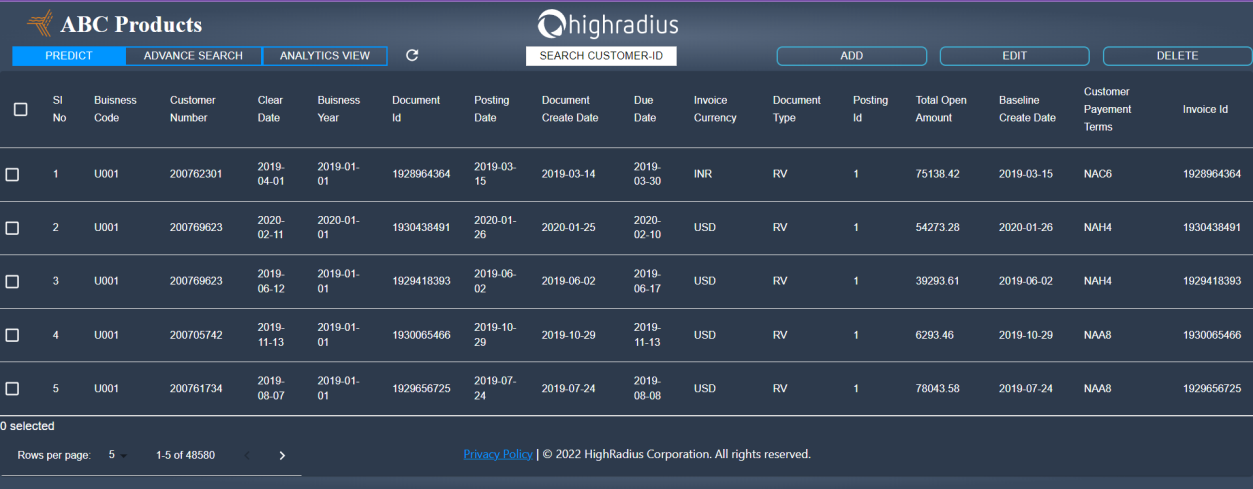 ABC Products
highradius
PREDICT ADVANCE SEARCH ANALYTICS VIEW SEARCH CUSTOMER-ID ADD EDIT DELETE
Sl No Buisness Code Customer Number Clear Date Buisness Year Document Id Posting Date Document Create Date Due Date Invoice Currency Document Type Posting Id Total Open Amount Baseline Create Date Customer Payement Terms Invoice Id
1 U001 200762301 2019-04-01 2019-01-01 1928964364 2019-03-15 2019-03-14 2019-03-30 INR RV 1 75138.42 2019-03-15 NAC6 1928964364
2 U001 200769623 2020-02-11 2020-01-01 1930438491 2020-01-26 2020-01-25 2020-02-10 USD RV 1 54273.28 2020-01-26 NAH4 1930438491
3 U001 200769623 2019-06-12 2019-01-01 1929418393 2019-06-02 2019-06-02 2019-06-17 USD RV 1 39293.61 2019-06-02 NAH4 1929418393
4 U001 200705742 2019-11-13 2019-01-01 1930065466 2019-10-29 2019-10-29 2019-11-13 USD RV 1 6293.46 2019-10-29 NAA8 1930065466
5 U001 200761734 2019-08-07 2019-01-01 1929656725 2019-07-24 2019-07-24 2019-08-08 USD RV 1 78043.58 2019-07-24 NAA8 1929656725
0 selected
Rows per page: 5 1-5 of 48580
Privacy Policy | © 2022 HighRadius Corporation. All rights reserved.